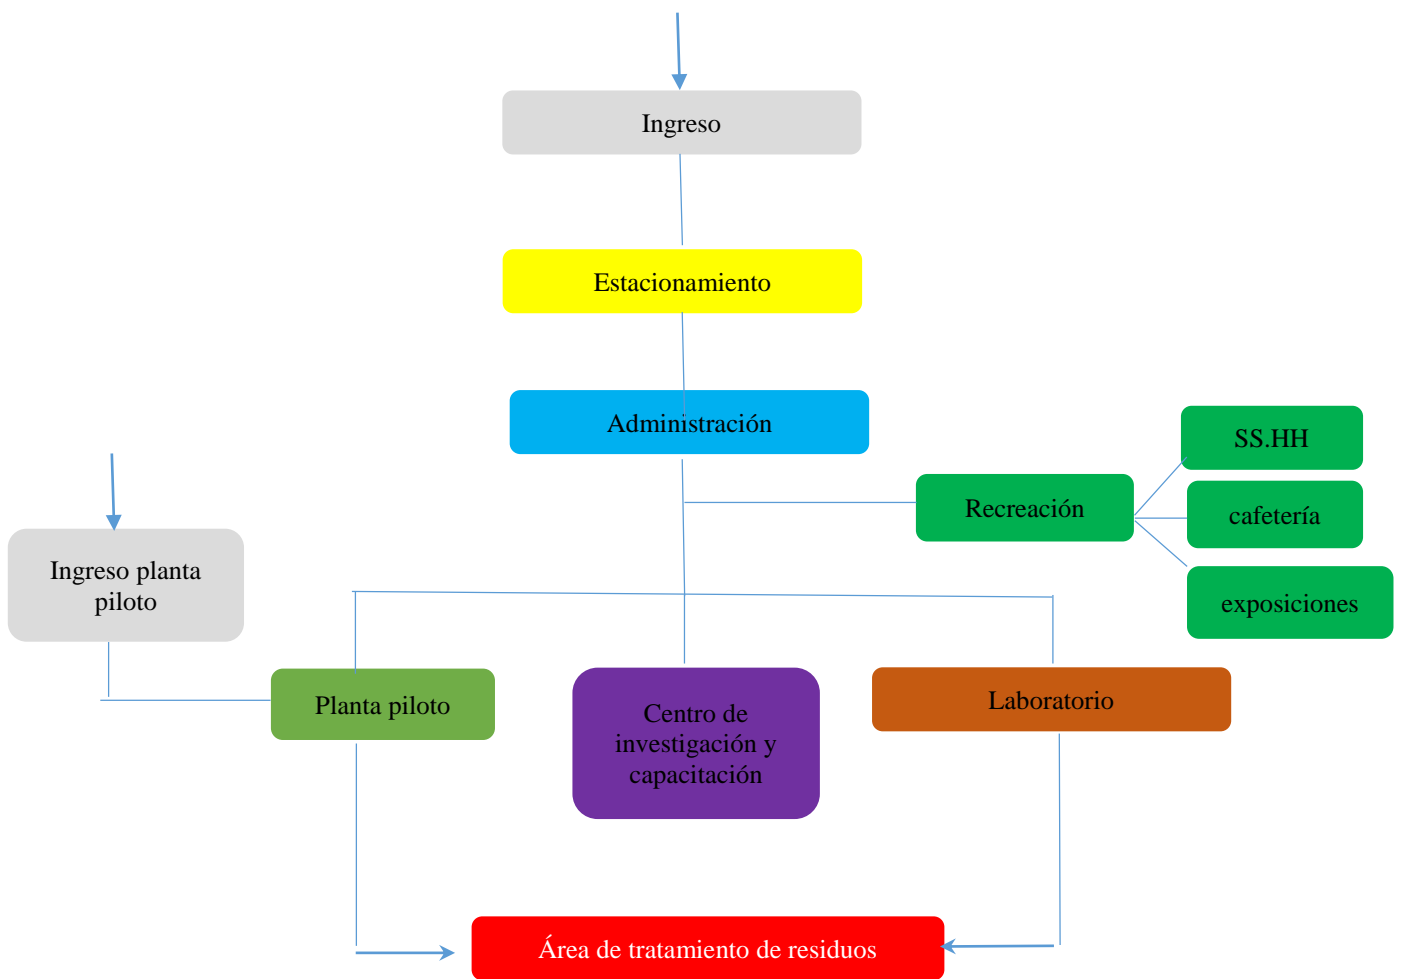 Ingreso
Estacionamiento
Administración
SS.HH
Recreación
cafetería
exposiciones
Ingreso planta
piloto
Planta piloto
Centro de
investigación y
capacitación
Laboratorio
Área de tratamiento de residuos